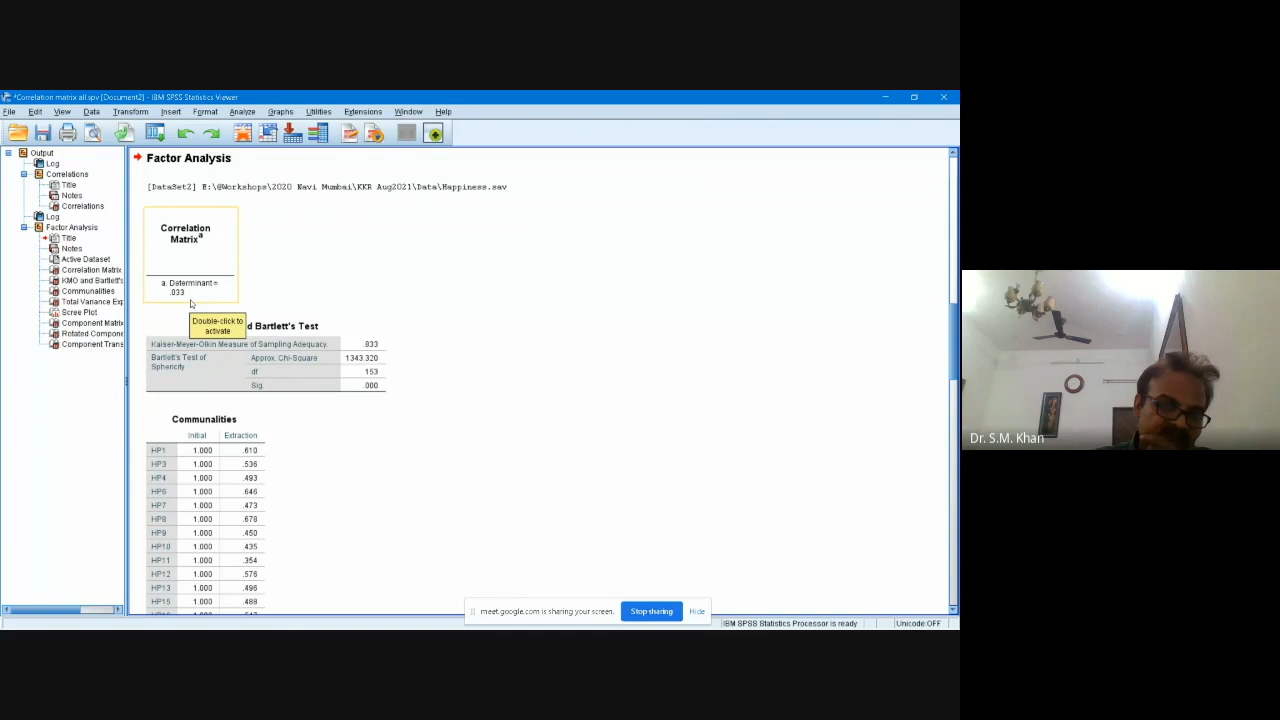 *Correlation matrix all.spv [Document2] - IBM SPSS Statistics Viewer
File Edit View Data Transform Insert Format Analyze Graphs Utilities Extensions Window Help
Output
Log
Correlations
Title
Notes
Correlations
Log
Factor Analysis
Title
Notes
Active Dataset
Correlation Matrix
KMO and Bartlett's
Communalities
Total Variance Exp
Scree Plot
Component Matrix
Rotated Compone
Component Trans
Factor Analysis
[DataSet2] E:\@Workshops\2020 Navi Mumbai\KKR Aug2021\Data\Happiness.sav
Correlation
Matrixa
a. Determinant =
.033
Double-click to
activate
d Bartlett's Test
Kaiser-Meyer-Olkin Measure of Sampling Adequacy. .833
Bartlett's Test of Approx. Chi-Square 1343.320
Sphericity
df 153
Sig. .000
Communalities
Initial Extraction
HP1 1.000 .610
HP3 1.000 .536
HP4 1.000 .493
HP6 1.000 .646
HP7 1.000 .473
HP8 1.000 .678
HP9 1.000 .450
HP10 1.000 .435
HP11 1.000 .354
HP12 1.000 .576
HP13 1.000 .496
HP15 1.000 .488
meet.google.com is sharing your screen. Stop sharing Hide
IBM SPSS Statistics Processor is ready Unicode:OFF
Dr. S.M. Khan